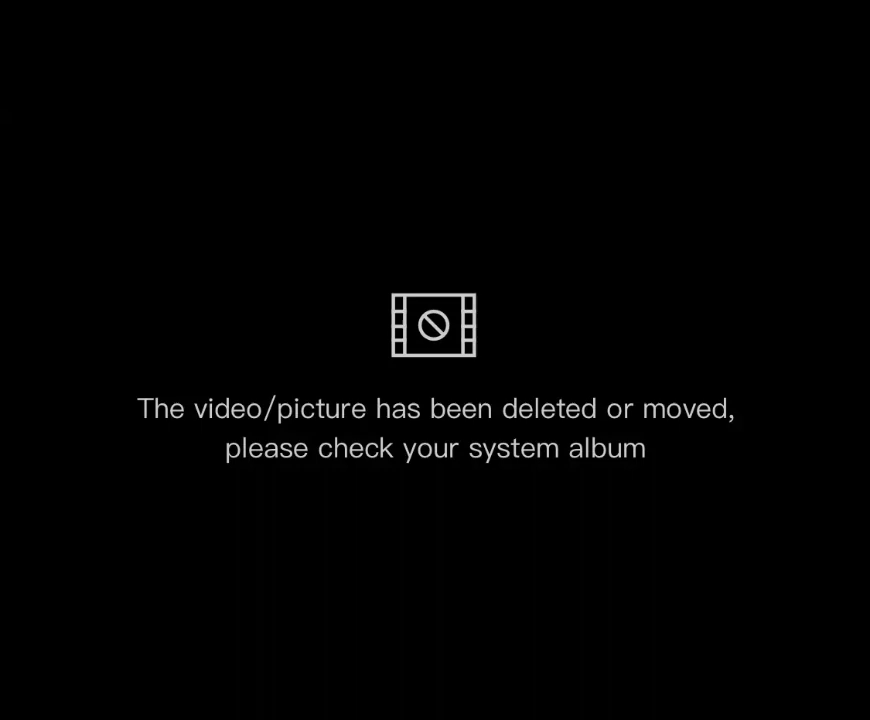 The video/picture has been deleted or moved,
please check your system album